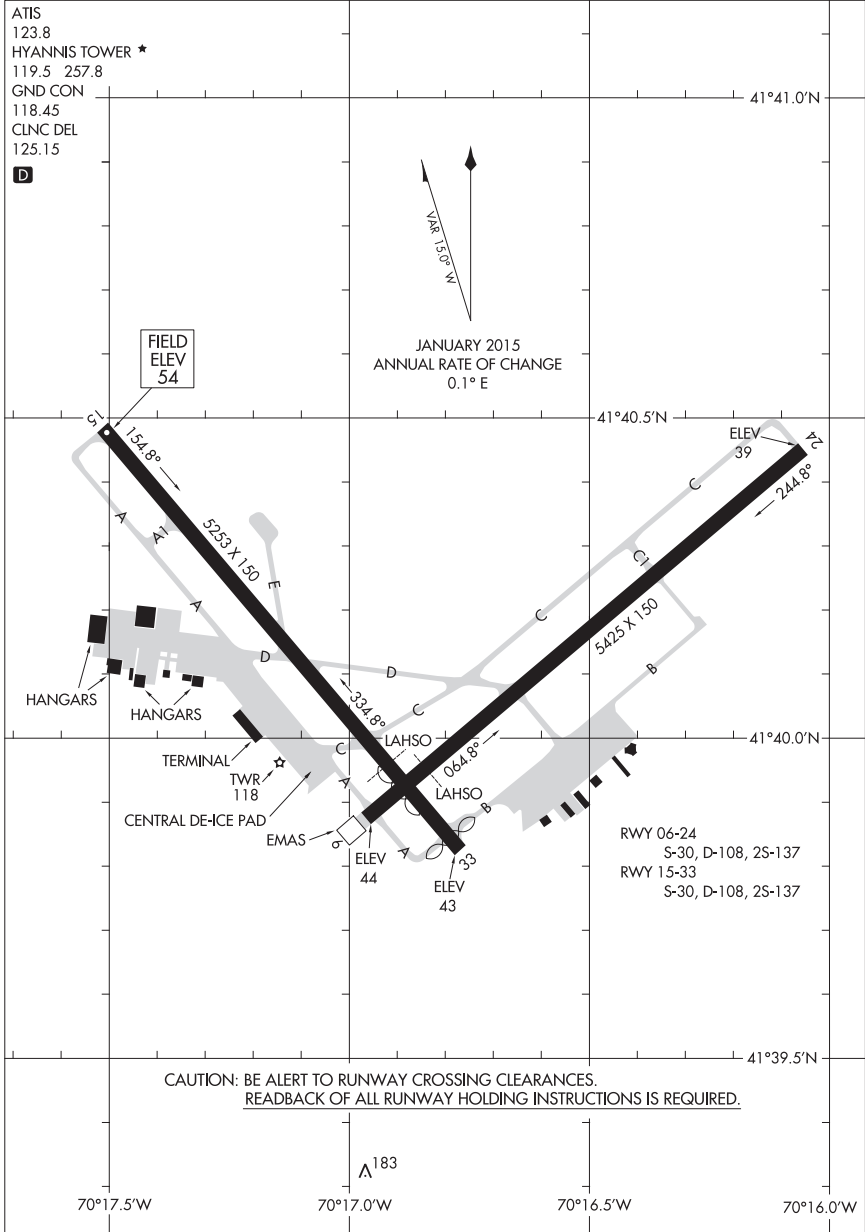 ATIS
123.8
HYANNIS TOWER
119.5 257.8
GND CON
118.45
CLNC DEL
125.15
D
41°41.0'N
VAR 15.0° W
JANUARY 2015
ANNUAL RATE OF CHANGE
0.1° E
FIELD
ELEV
54
41°40.5'N
15
154.8°
ELEV
39
24
244.8°
C
A
A1
5253 X 150
E
C1
A
C
5425 X 150
D
D
B
HANGARS
HANGARS
334.8°
C
TERMINAL
C
LAHSO
064.8°
41°40.0'N
TWR
118
A
LAHSO
CENTRAL DE-ICE PAD
B
EMAS
6
ELEV
44
A
33
ELEV
43
RWY 06-24
S-30, D-108, 2S-137
RWY 15-33
S-30, D-108, 2S-137
41°39.5'N
CAUTION: BE ALERT TO RUNWAY CROSSING CLEARANCES.
READBACK OF ALL RUNWAY HOLDING INSTRUCTIONS IS REQUIRED.
183
70°17.5'W
70°17.0'W
70°16.5'W
70°16.0'W